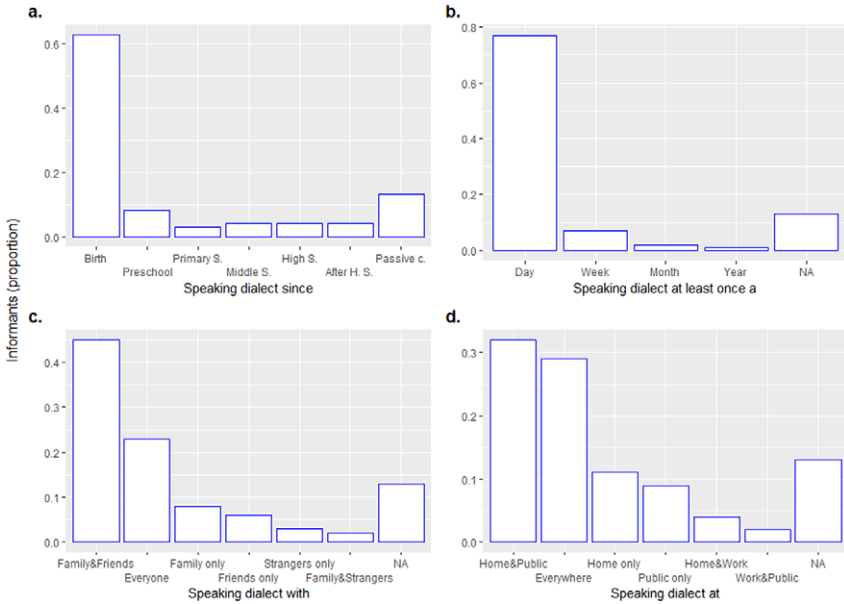 a.
0.6
0.4
0.2
0.0
Birth
Preschool
Primary S.
Middle S.
High S.
After H. S.
Passive c.
Speaking dialect since
b.
0.8
0.6
0.4
0.2
0.0
Day
Week
Month
Year
NA
Speaking dialect at least once a
Informants (proportion)
c.
0.4
0.3
0.2
0.1
0.0
Family&Friends
Everyone
Family only
Friends only
Strangers only
Family&Strangers
NA
Speaking dialect with
d.
0.3
0.2
0.1
0.0
Home&Public
Everywhere
Home only
Public only
Home&Work
Work&Public
NA
Speaking dialect at